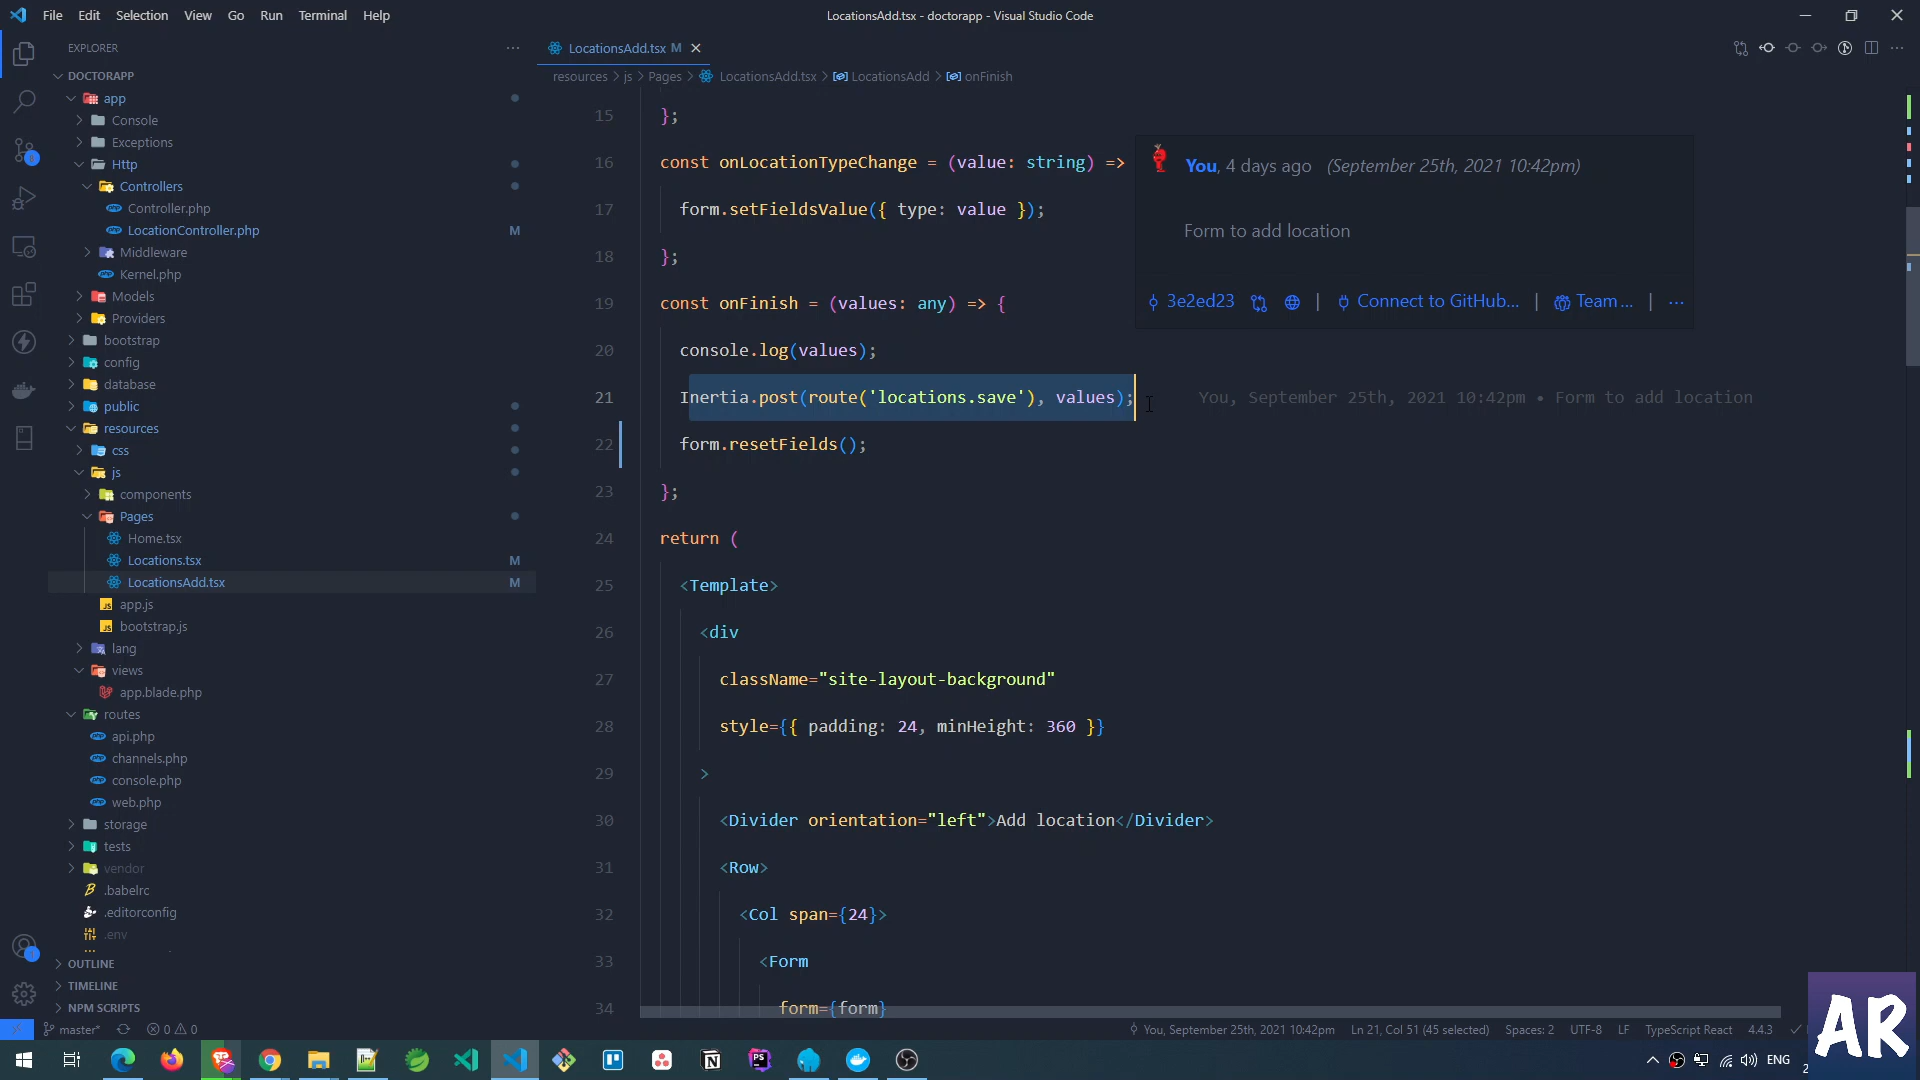 File Edit Selection View Go Run Terminal Help
LocationsAdd.tsx - doctorapp - Visual Studio Code
EXPLORER
DOCTORAPP
app
Console
Exceptions
Http
Controllers
Controller.php
LocationController.php M
Middleware
Kernel.php
Models
Providers
bootstrap
config
database
public
resources
css
js
components
Pages
Home.tsx
Locations.tsx M
LocationsAdd.tsx M
app.js
bootstrap.js
lang
views
app.blade.php
routes
api.php
channels.php
console.php
web.php
storage
tests
vendor
.babelrc
.editorconfig
.env
OUTLINE
TIMELINE
NPM SCRIPTS
LocationsAdd.tsx M
resources > js > Pages > LocationsAdd.tsx > LocationsAdd > onFinish
15 };
16 const onLocationTypeChange = (value: string) =>
17 form.setFieldsValue({ type: value });
18 };
19 const onFinish = (values: any) => {
20 console.log(values);
21 Inertia.post(route('locations.save'), values); You, September 25th, 2021 10:42pm • Form to add location
22 form.resetFields();
23 };
24 return (
25 <Template>
26 <div
27 className="site-layout-background"
28 style={{ padding: 24, minHeight: 360 }}
29 >
30 <Divider orientation="left">Add location</Divider>
31 <Row>
32 <Col span={24}>
33 <Form
34 form={form}
You, 4 days ago (September 25th, 2021 10:42pm)
Form to add location
3e2ed23 | Connect to GitHub... | Team... | ...
master* 0 0
You, September 25th, 2021 10:42pm Ln 21, Col 51 (45 selected) Spaces: 2 UTF-8 LF TypeScript React 4.4.3
ENG
AR